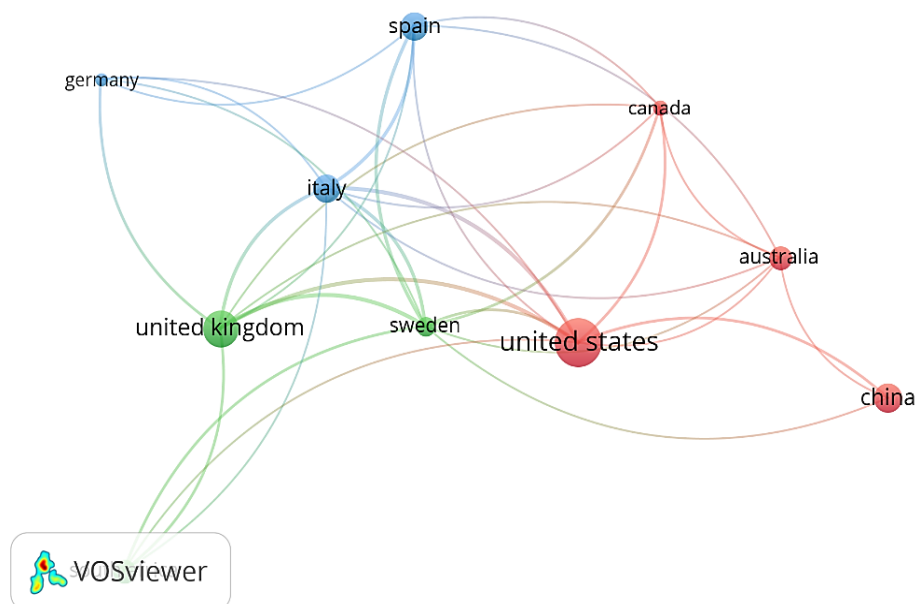 spain
germany
canada
italy
australia
united kingdom
sweden
united states
china
VOSviewer